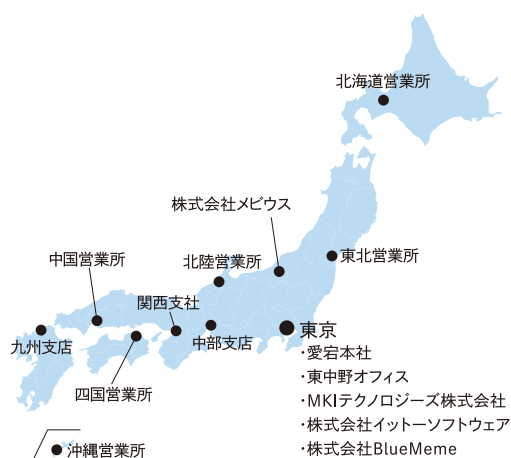 北海道営業所
株式会社メビウス
東北営業所
中国営業所
北陸営業所
関西支社
九州支店
中部支店
四国営業所
東京
・愛宕本社
・東中野オフィス
・MKIテクノロジーズ株式会社
・株式会社イットーソフトウェア
・株式会社BlueMeme
沖縄営業所